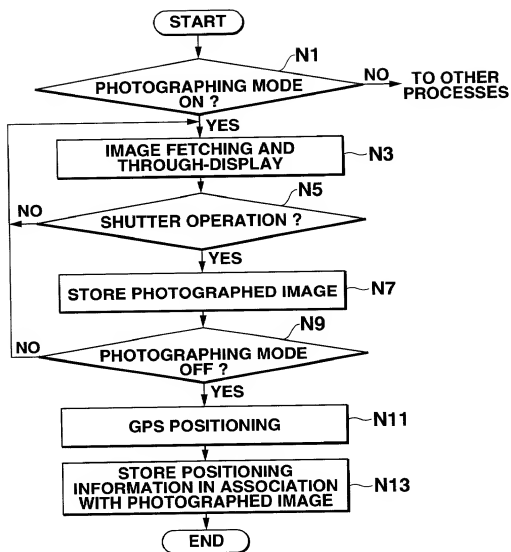 START
N1
PHOTOGRAPHING MODE
ON ?
NO
TO OTHER
PROCESSES
YES
IMAGE FETCHING AND
THROUGH-DISPLAY
N3
N5
NO
SHUTTER OPERATION ?
YES
STORE PHOTOGRAPHED IMAGE
N7
N9
NO
PHOTOGRAPHING MODE
OFF ?
YES
GPS POSITIONING
N11
STORE POSITIONING
INFORMATION IN ASSOCIATION
WITH PHOTOGRAPHED IMAGE
N13
END